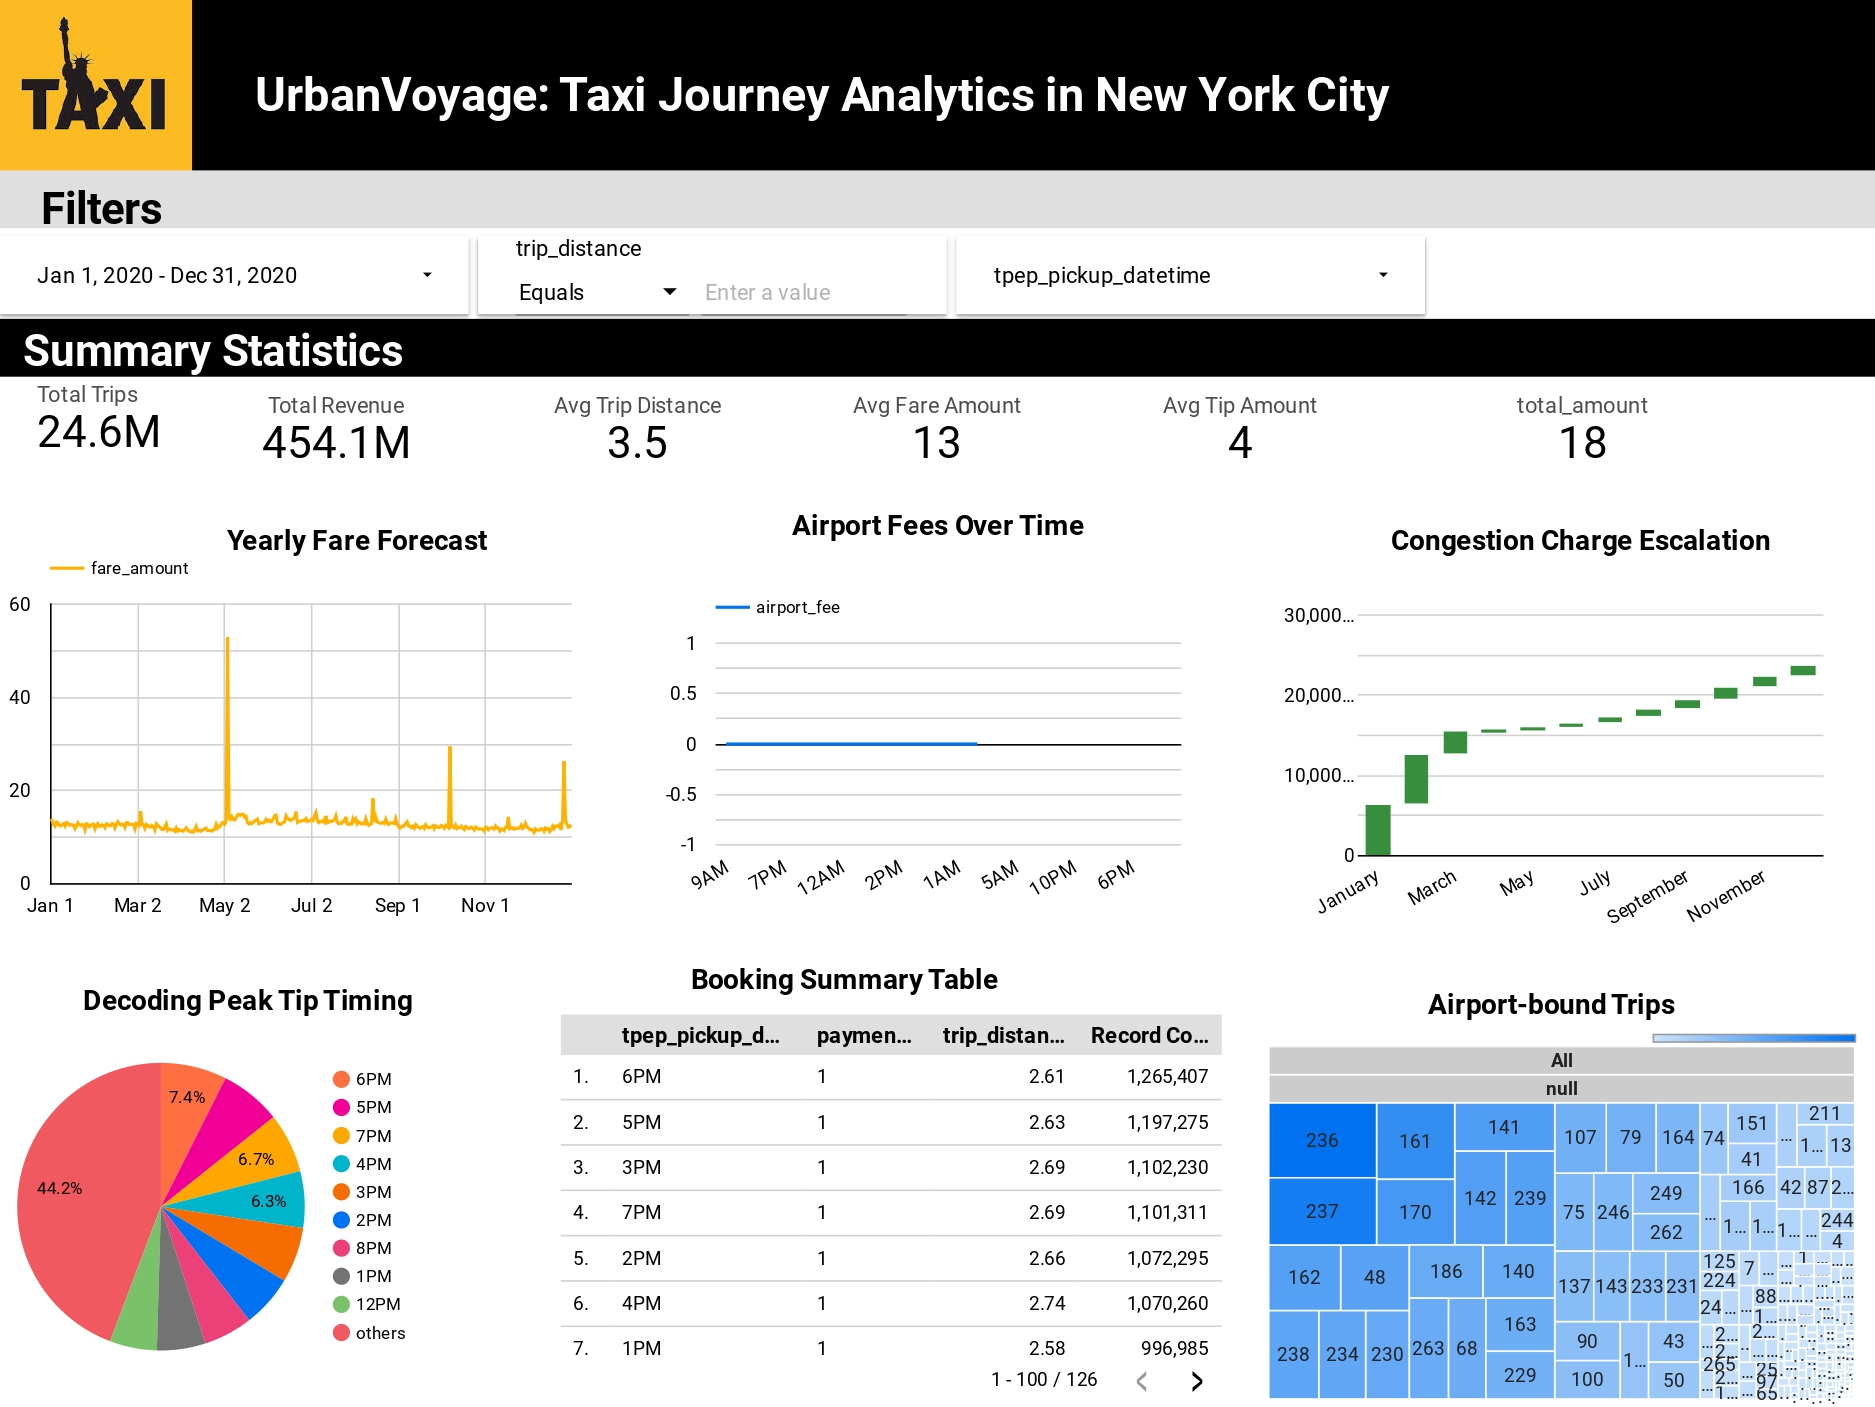 TAXI
UrbanVoyage: Taxi Journey Analytics in New York City
Filters
Jan 1, 2020 - Dec 31, 2020
trip_distance
Equals
Enter a value
tpep_pickup_datetime
Summary Statistics
Total Trips
24.6M
Total Revenue
454.1M
Avg Trip Distance
3.5
Avg Fare Amount
13
Avg Tip Amount
4
total_amount
18
Yearly Fare Forecast
fare_amount
60
40
20
0
Jan 1 Mar 2 May 2 Jul 2 Sep 1 Nov 1
Airport Fees Over Time
airport_fee
1
0.5
0
-0.5
-1
9AM 7PM 12AM 2PM 1AM 5AM 10PM 6PM
Congestion Charge Escalation
30,000...
20,000...
10,000...
0
January March May July September November
Decoding Peak Tip Timing
7.4%
6.7%
6.3%
44.2%
6PM
5PM
7PM
4PM
3PM
2PM
8PM
1PM
12PM
others
Booking Summary Table
tpep_pickup_d... paymen... trip_distan... Record Co...
1. 6PM 1 2.61 1,265,407
2. 5PM 1 2.63 1,197,275
3. 3PM 1 2.69 1,102,230
4. 7PM 1 2.69 1,101,311
5. 2PM 1 2.66 1,072,295
6. 4PM 1 2.74 1,070,260
7. 1PM 1 2.58 996,985
1 - 100 / 126
Airport-bound Trips
All
null
236 161 141 107 79 164 74 151 ... 211
41 1... 13
237 170 142 239 75 246 249 262 ... 166 42 87 2...
1... 1... 1... ... 244
4
162 48 186 140 137 143 233 231 125 7 ...
224
24... 88
238 234 230 263 68 163 90 1... 43 2... 2...
229 100 50 265 25
97
65